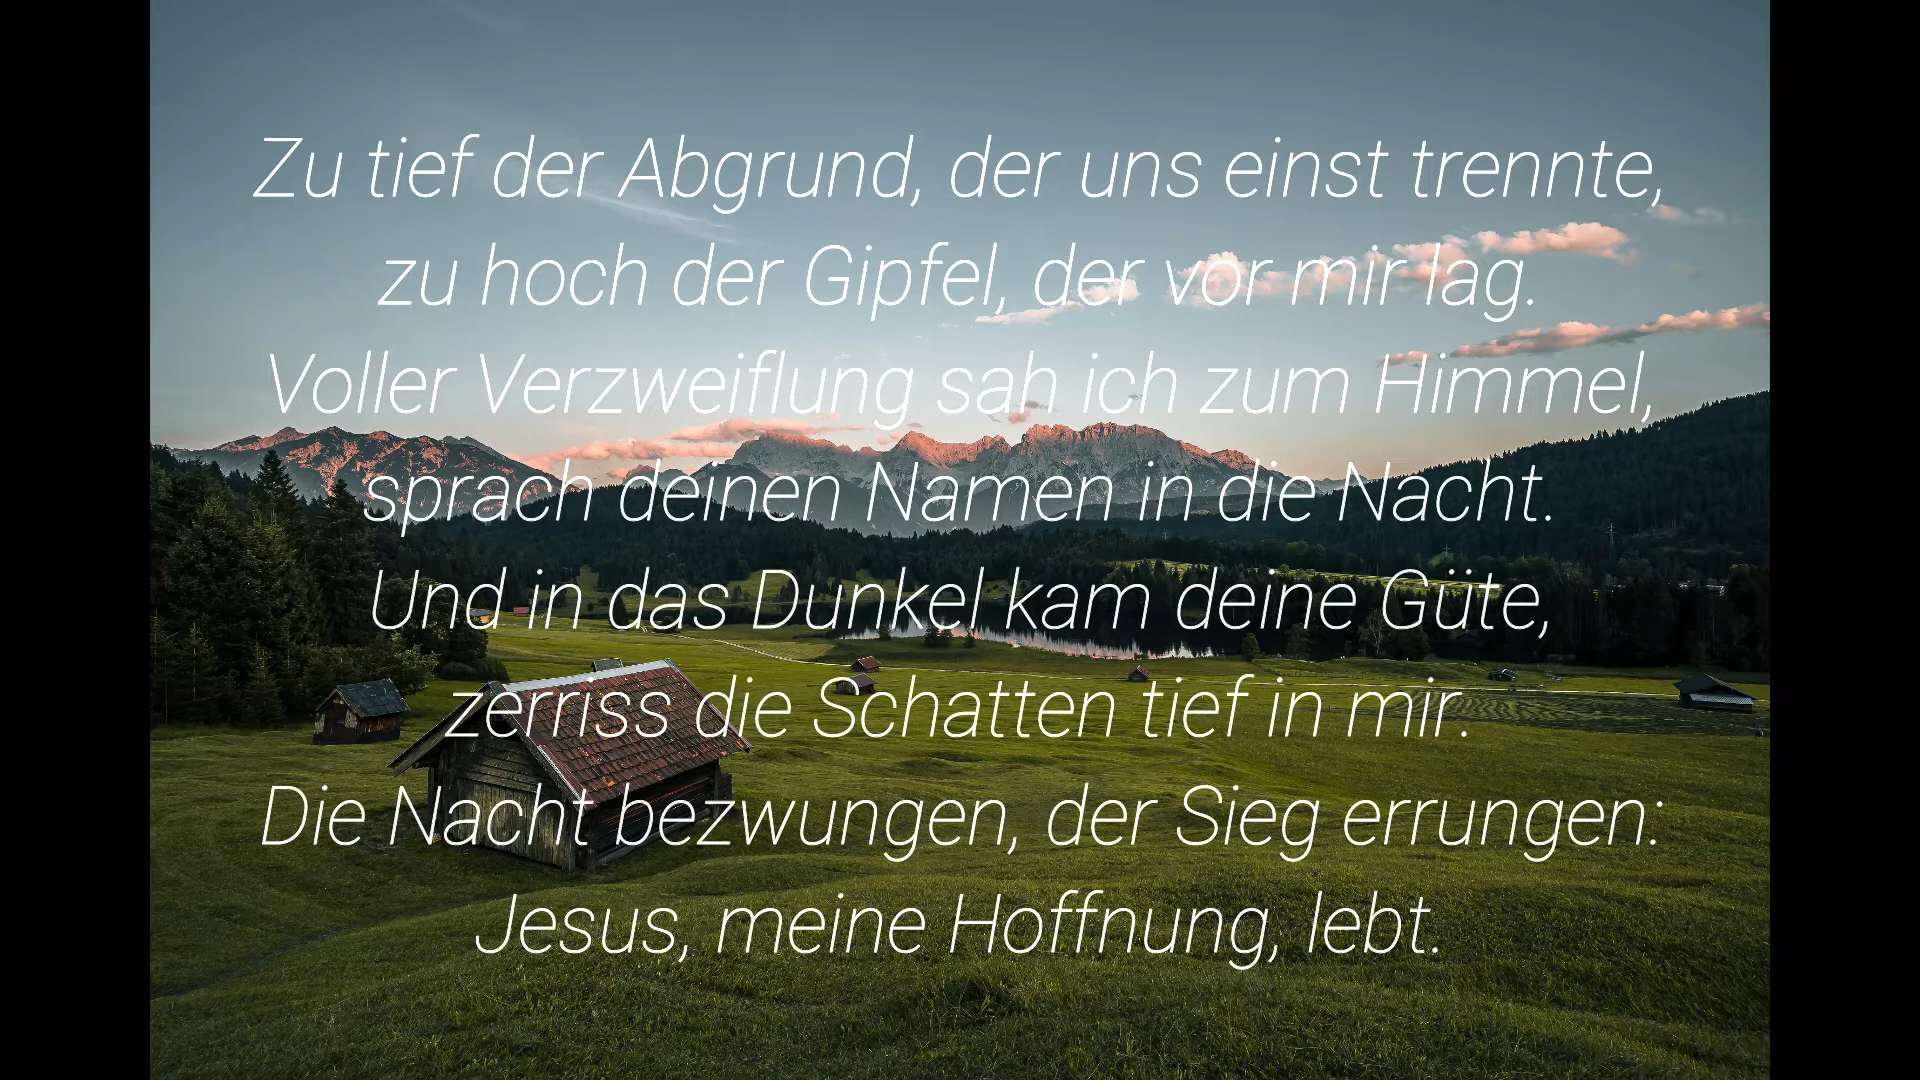 Zu tief der Abgrund, der uns einst trennte,
zu hoch der Gipfel, der vor mir lag.
Voller Verzweiflung sah ich zum Himmel,
sprach deinen Namen in die Nacht.
Und in das Dunkel kam deine Güte,
zerriss die Schatten tief in mir.
Die Nacht bezwungen, der Sieg errungen:
Jesus, meine Hoffnung, lebt.